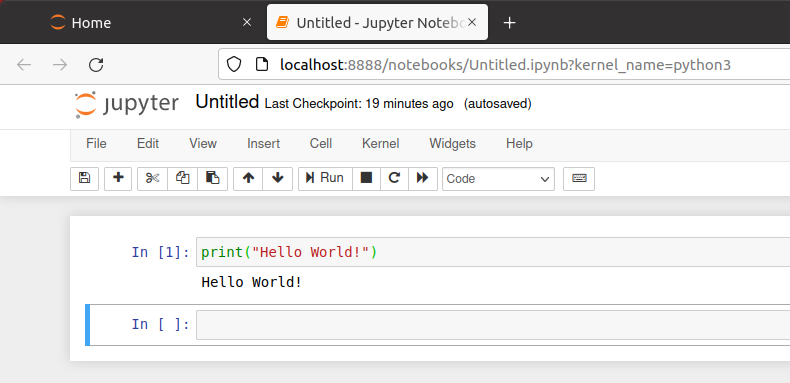 Home
Untitled - Jupyter Notebo
localhost:8888/notebooks/Untitled.ipynb?kernel_name=python3
jupyter Untitled Last Checkpoint: 19 minutes ago (autosaved)
File Edit View Insert Cell Kernel Widgets Help
Run Code
In [1]: print("Hello World!")
Hello World!
In [ ]: